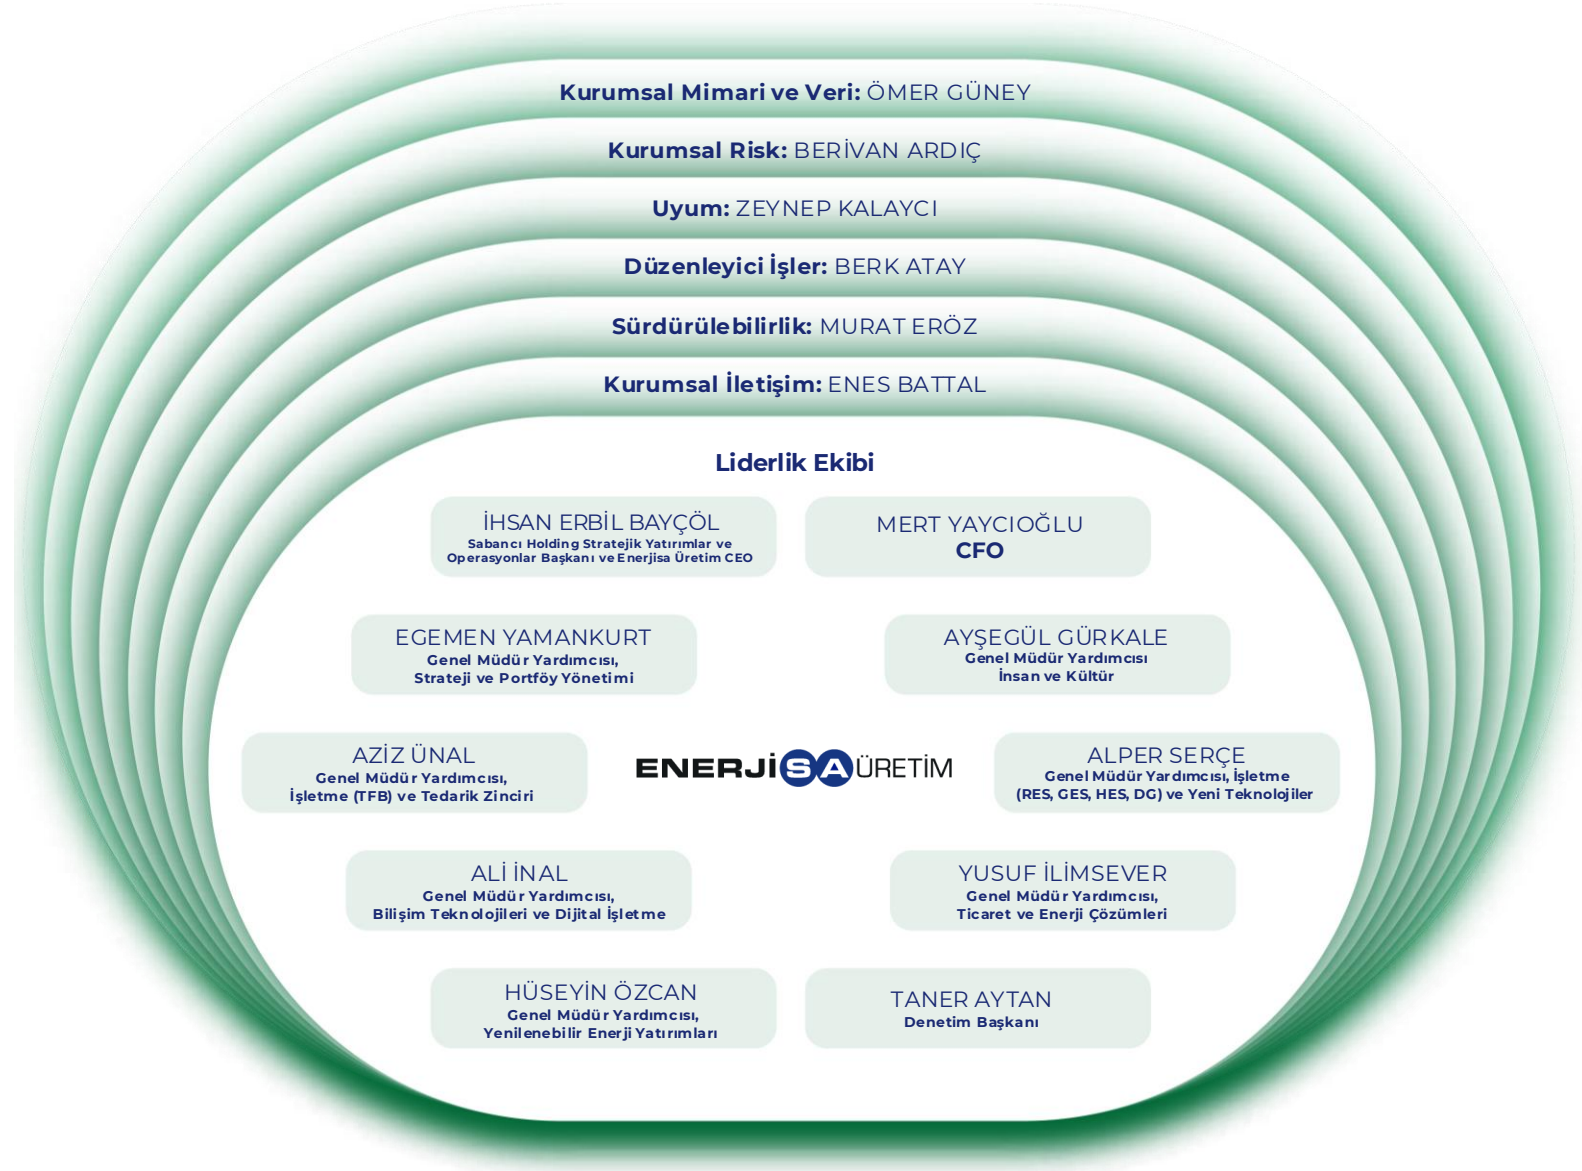 Kurumsal Mimari ve Veri: ÖMER GÜNEY
Kurumsal Risk: BERİVAN ARDIÇ
Uyum: ZEYNEP KALAYCI
Düzenleyici İşler: BERK ATAY
Sürdürülebilirlik: MURAT ERÖZ
Kurumsal İletişim: ENES BATTAL
Liderlik Ekibi
İHSAN ERBİL BAYÇÖL
Sabancı Holding Stratejik Yatırımlar ve
Operasyonlar Başkanı ve Enerjisa Üretim CEO
MERT YAYCIOĞLU
CFO
EGEMEN YAMANKURT
Genel Müdür Yardımcısı,
Strateji ve Portföy Yönetimi
AYŞEGÜL GÜRKALE
Genel Müdür Yardımcısı
İnsan ve Kültür
AZİZ ÜNAL
Genel Müdür Yardımcısı,
İşletme (TFB) ve Tedarik Zinciri
ENERJİSA ÜRETİM
ALPER SERÇE
Genel Müdür Yardımcısı, İşletme
(RES, GES, HES, DG) ve Yeni Teknolojiler
ALİ İNAL
Genel Müdür Yardımcısı,
Bilişim Teknolojileri ve Dijital İşletme
YUSUF İLİMSEVER
Genel Müdür Yardımcısı,
Ticaret ve Enerji Çözümleri
HÜSEYİN ÖZCAN
Genel Müdür Yardımcısı,
Yenilenebilir Enerji Yatırımları
TANER AYTAN
Denetim Başkanı